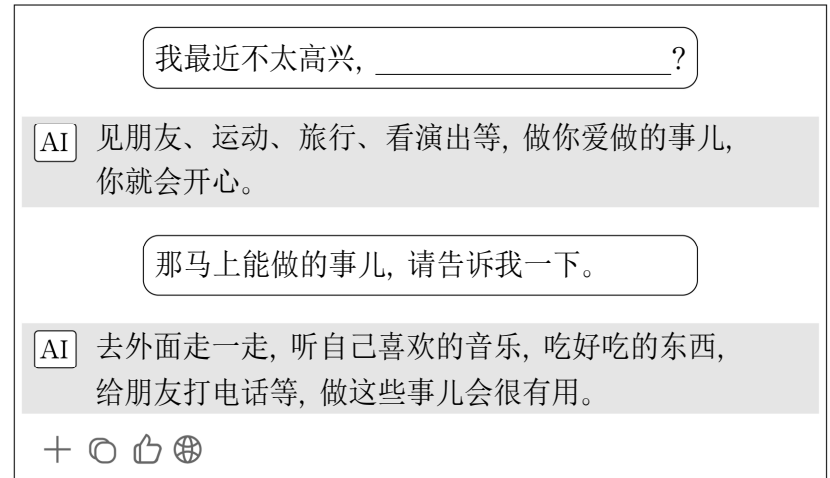 我最近不太高兴, ____________________?
AI 见朋友、运动、旅行、看演出等, 做你爱做的事儿,
你就会开心。
那马上能做的事儿, 请告诉我一下。
AI 去外面走一走, 听自己喜欢的音乐, 吃好吃的东西,
给朋友打电话等, 做这些事儿会很有用。